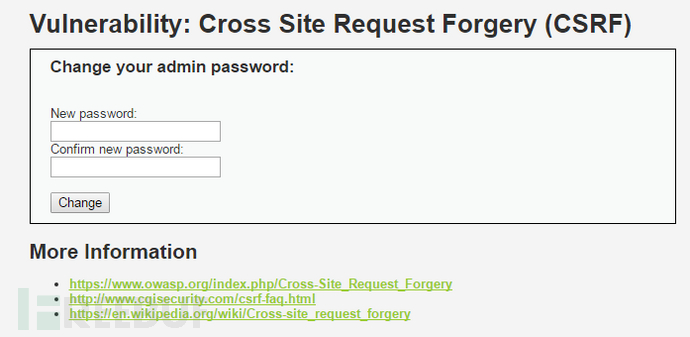 Vulnerability: Cross Site Request Forgery (CSRF)
Change your admin password:
New password:
Confirm new password:
Change
More Information
https://www.owasp.org/index.php/Cross-Site_Request_Forgery
http://www.cgisecurity.com/csrf-faq.html
https://en.wikipedia.org/wiki/Cross-site_request_forgery